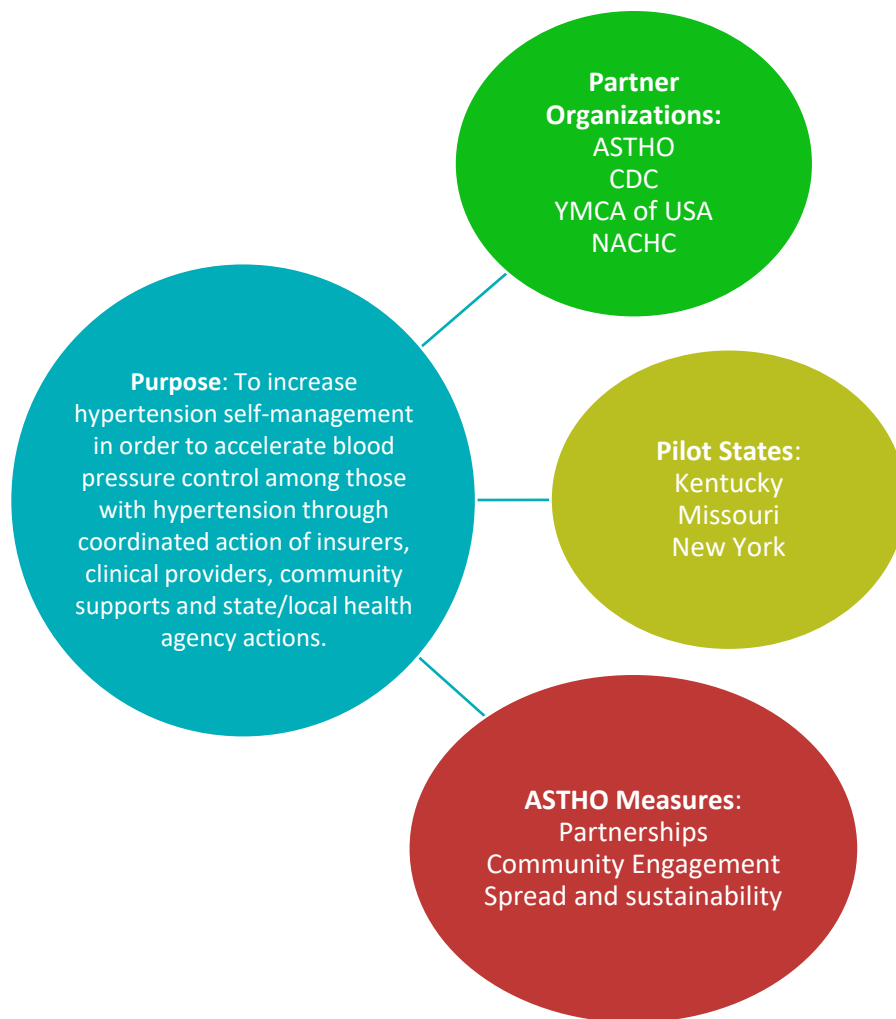 Partner
Organizations:
ASTHO
CDC
YMCA of USA
NACHC
Purpose: To increase
hypertension self-management
in order to accelerate blood
pressure control among those
with hypertension through
coordinated action of insurers,
clinical providers, community
supports and state/local health
agency actions.
Pilot States:
Kentucky
Missouri
New York
ASTHO Measures:
Partnerships
Community Engagement
Spread and sustainability